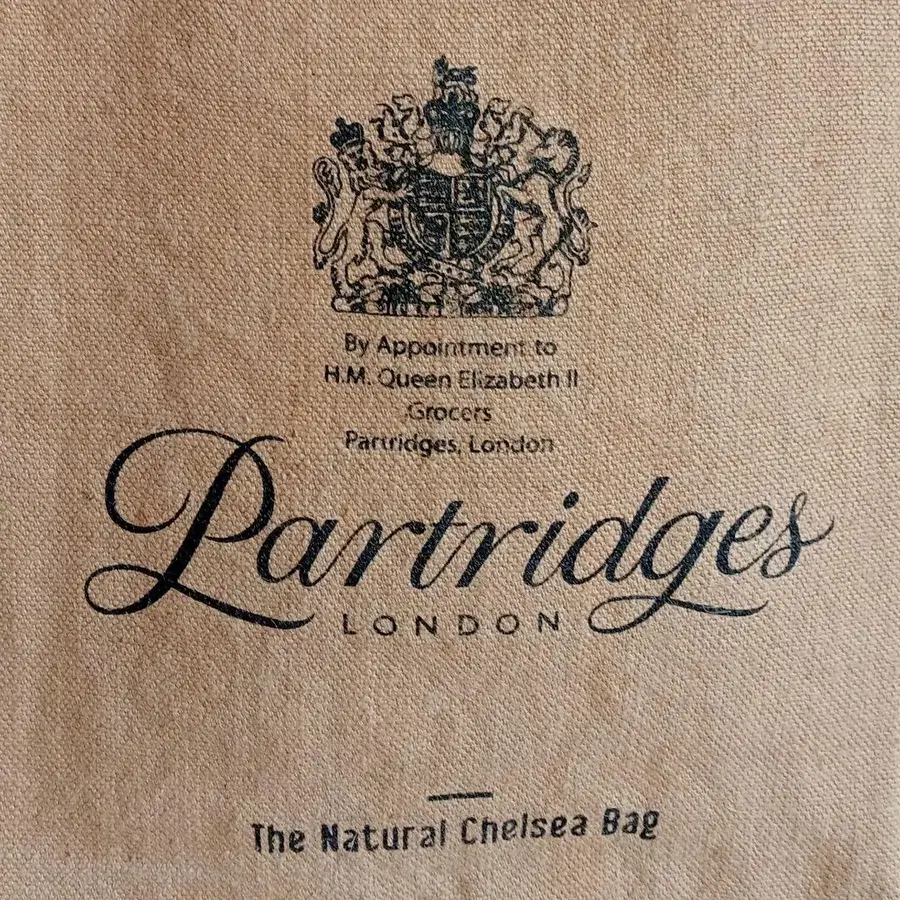 By Appointment to
H.M. Queen Elizabeth II
Grocers
Partridges, London
Partridges
LONDON
The Natural Chelsea Bag